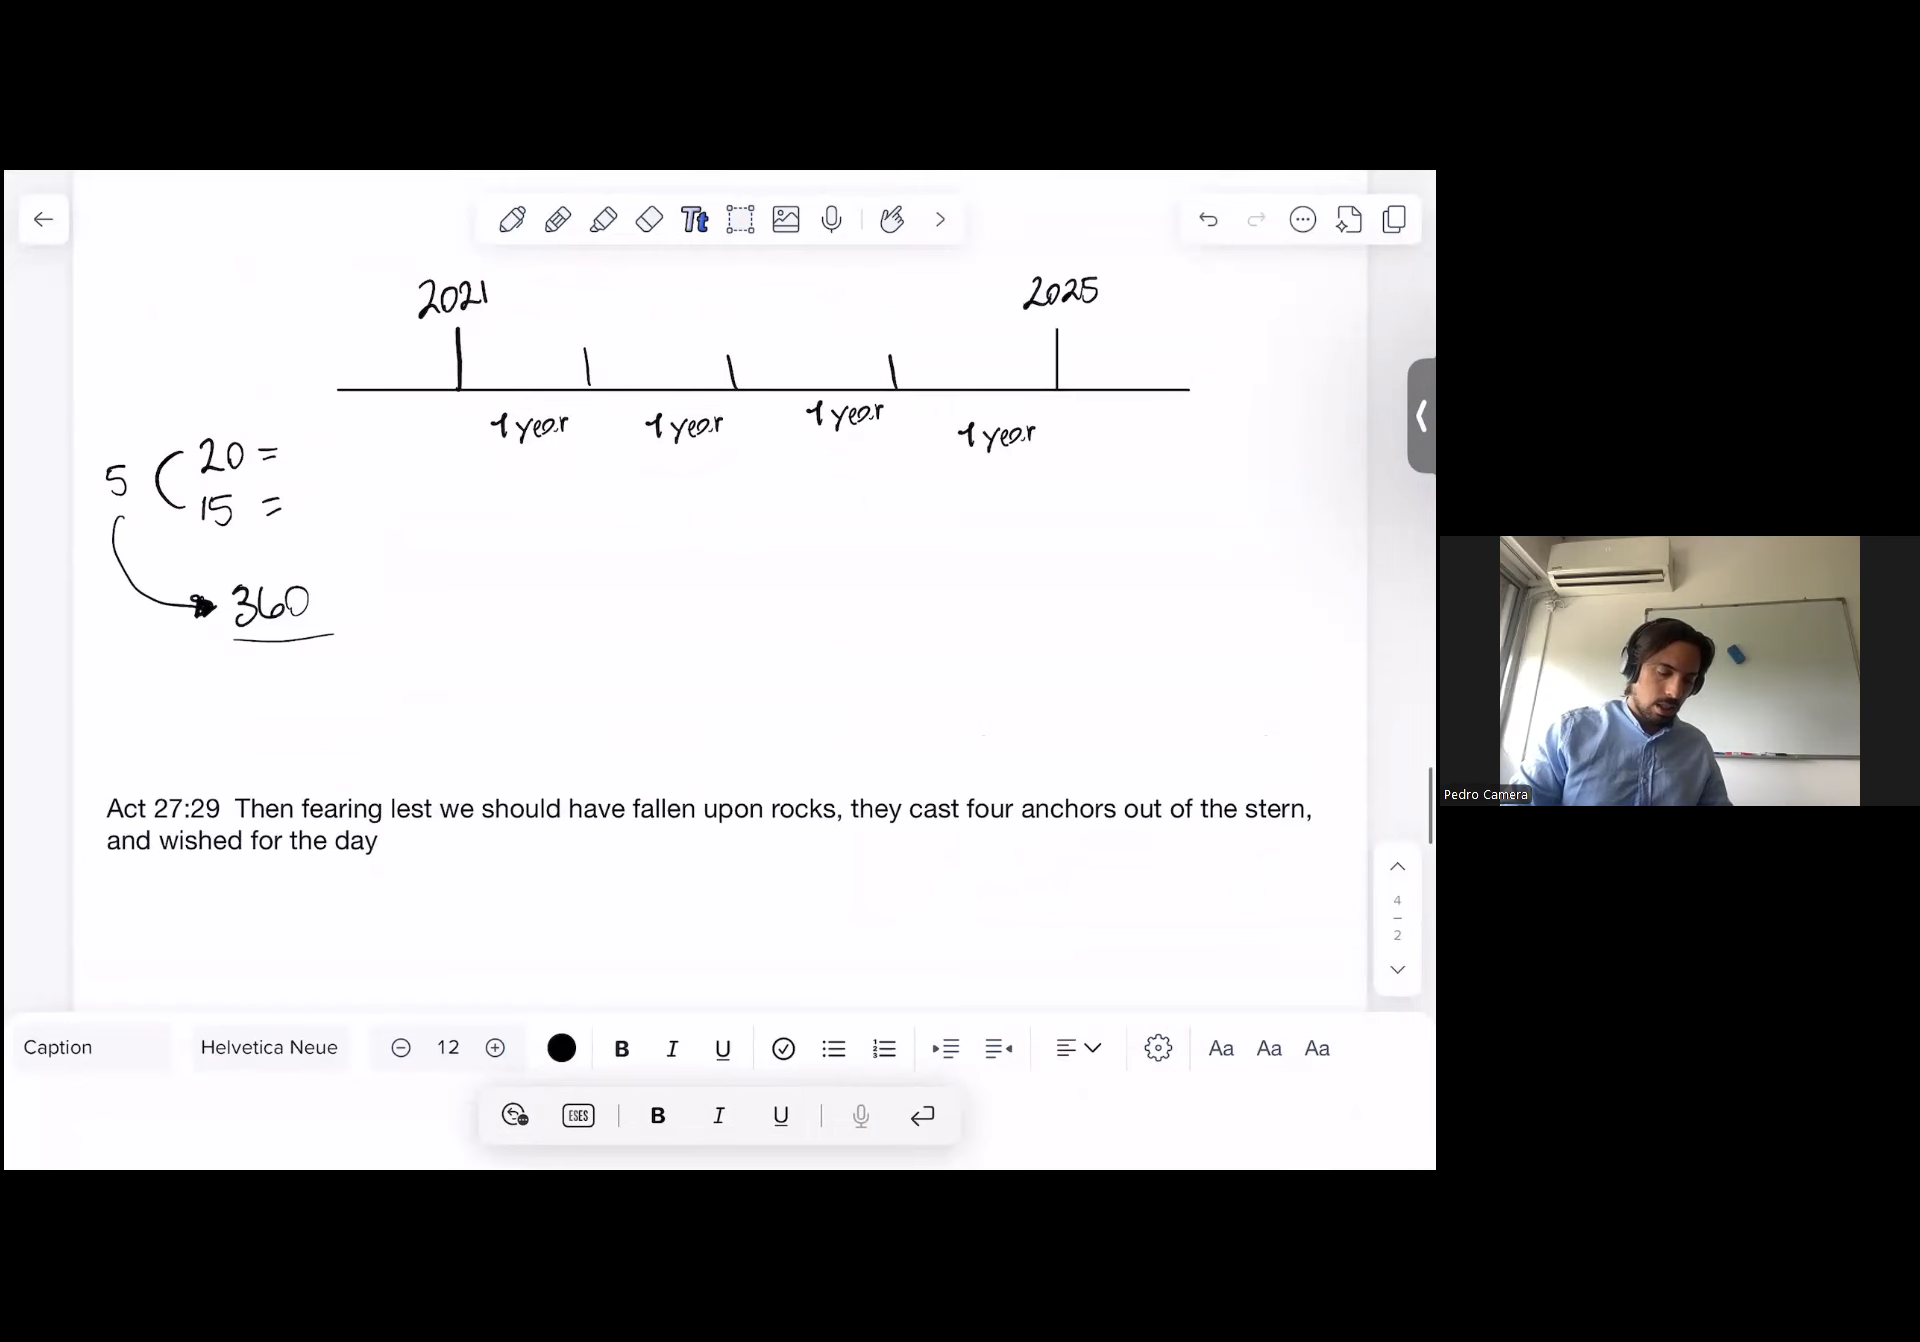 2021
2025
1 year
1 year
1 year
1 year
20 =
5
15 =
360
Act 27:29 Then fearing lest we should have fallen upon rocks, they cast four anchors out of the stern,
and wished for the day
Pedro Camera
4
2
Caption
Helvetica Neue
12
B I U
Aa Aa Aa
ESES
B I U